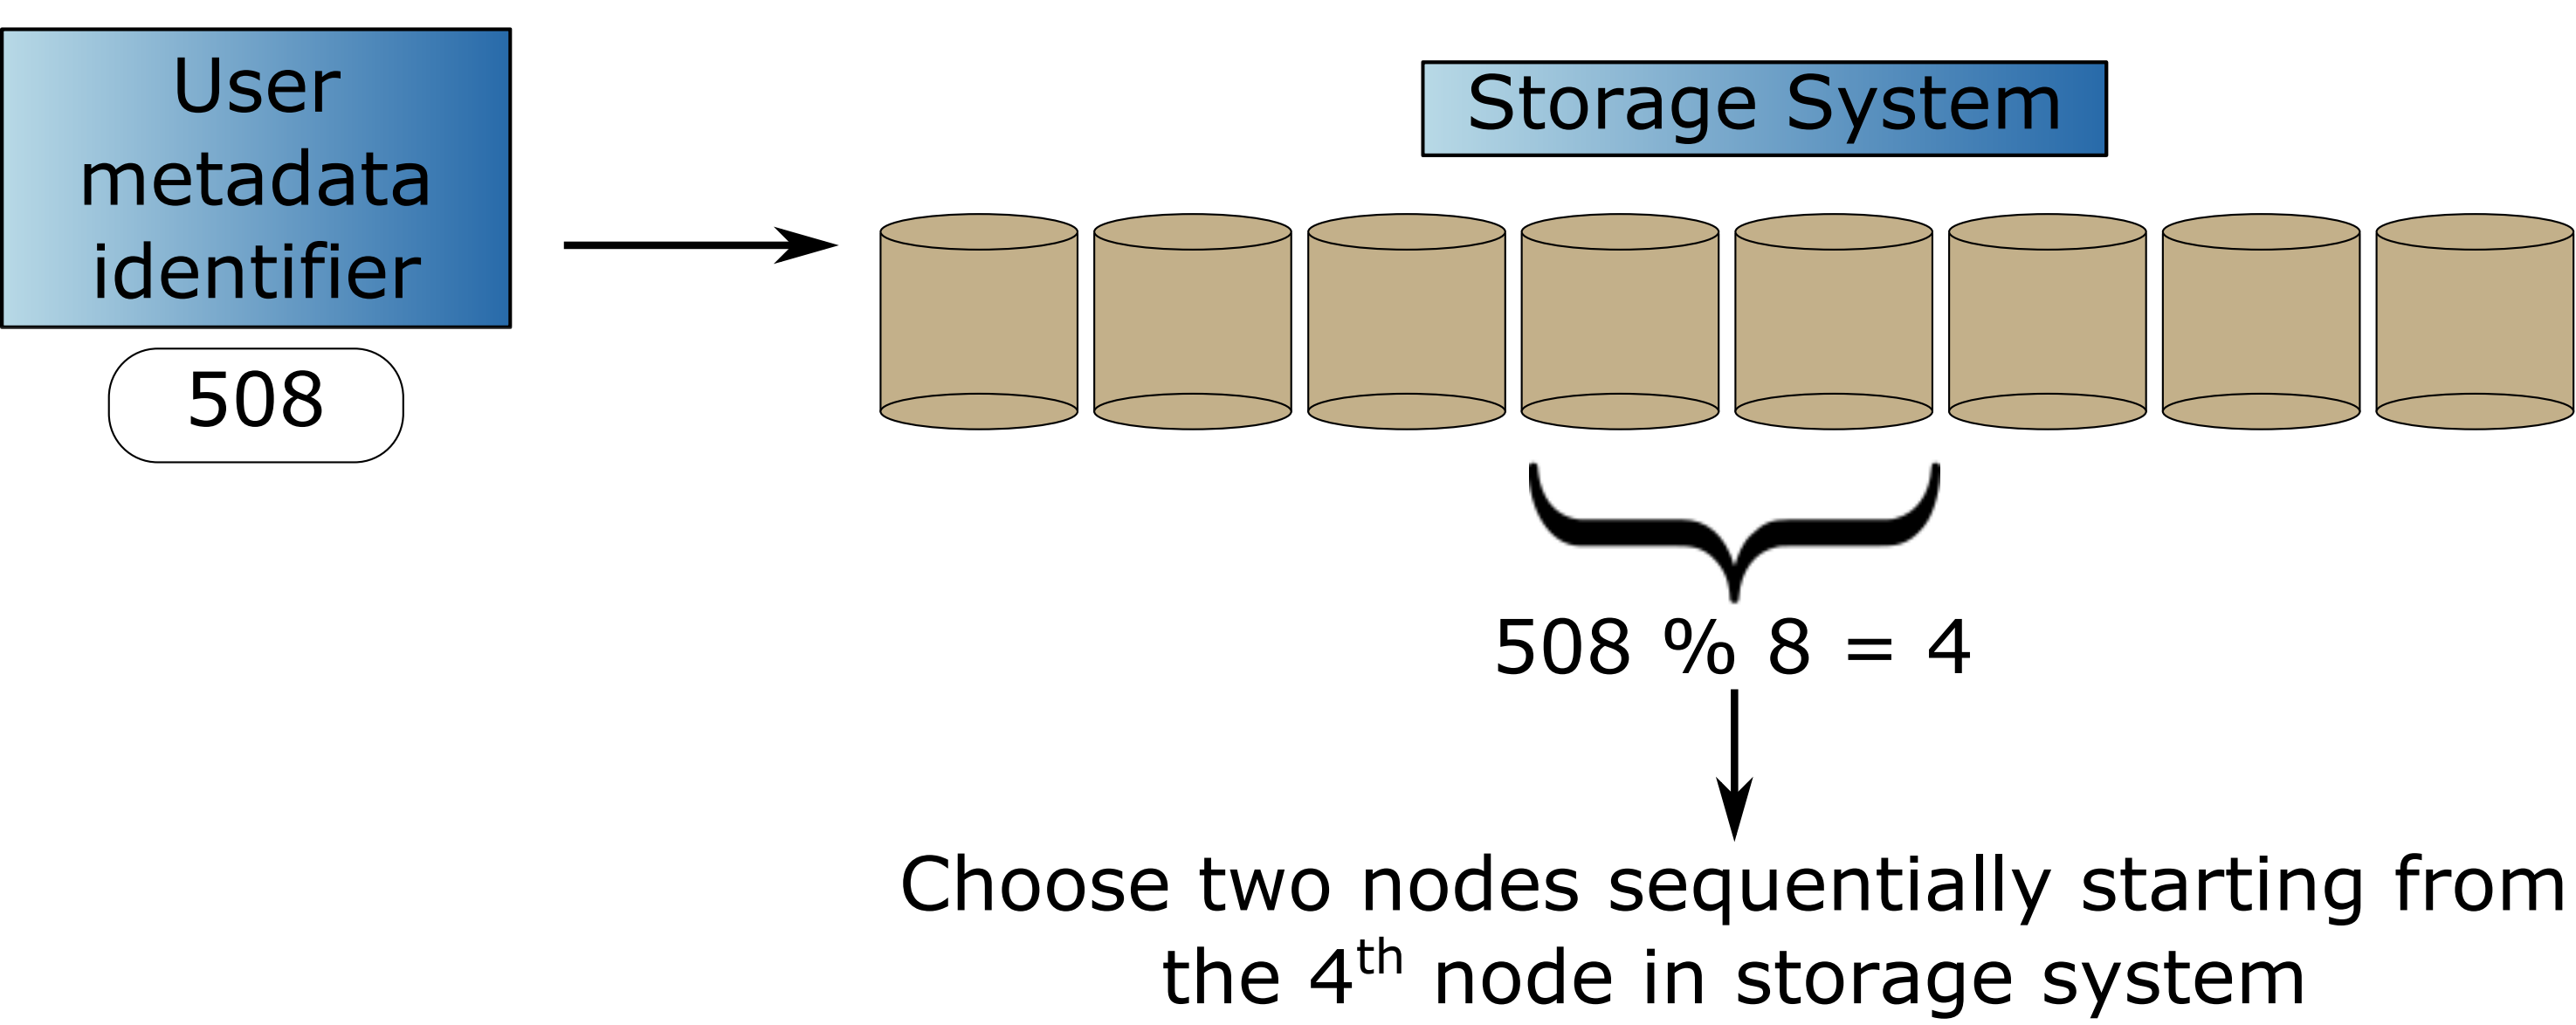 User
metadata
identifier
508
Storage System
508 % 8 = 4
Choose two nodes sequentially starting from
the 4th node in storage system